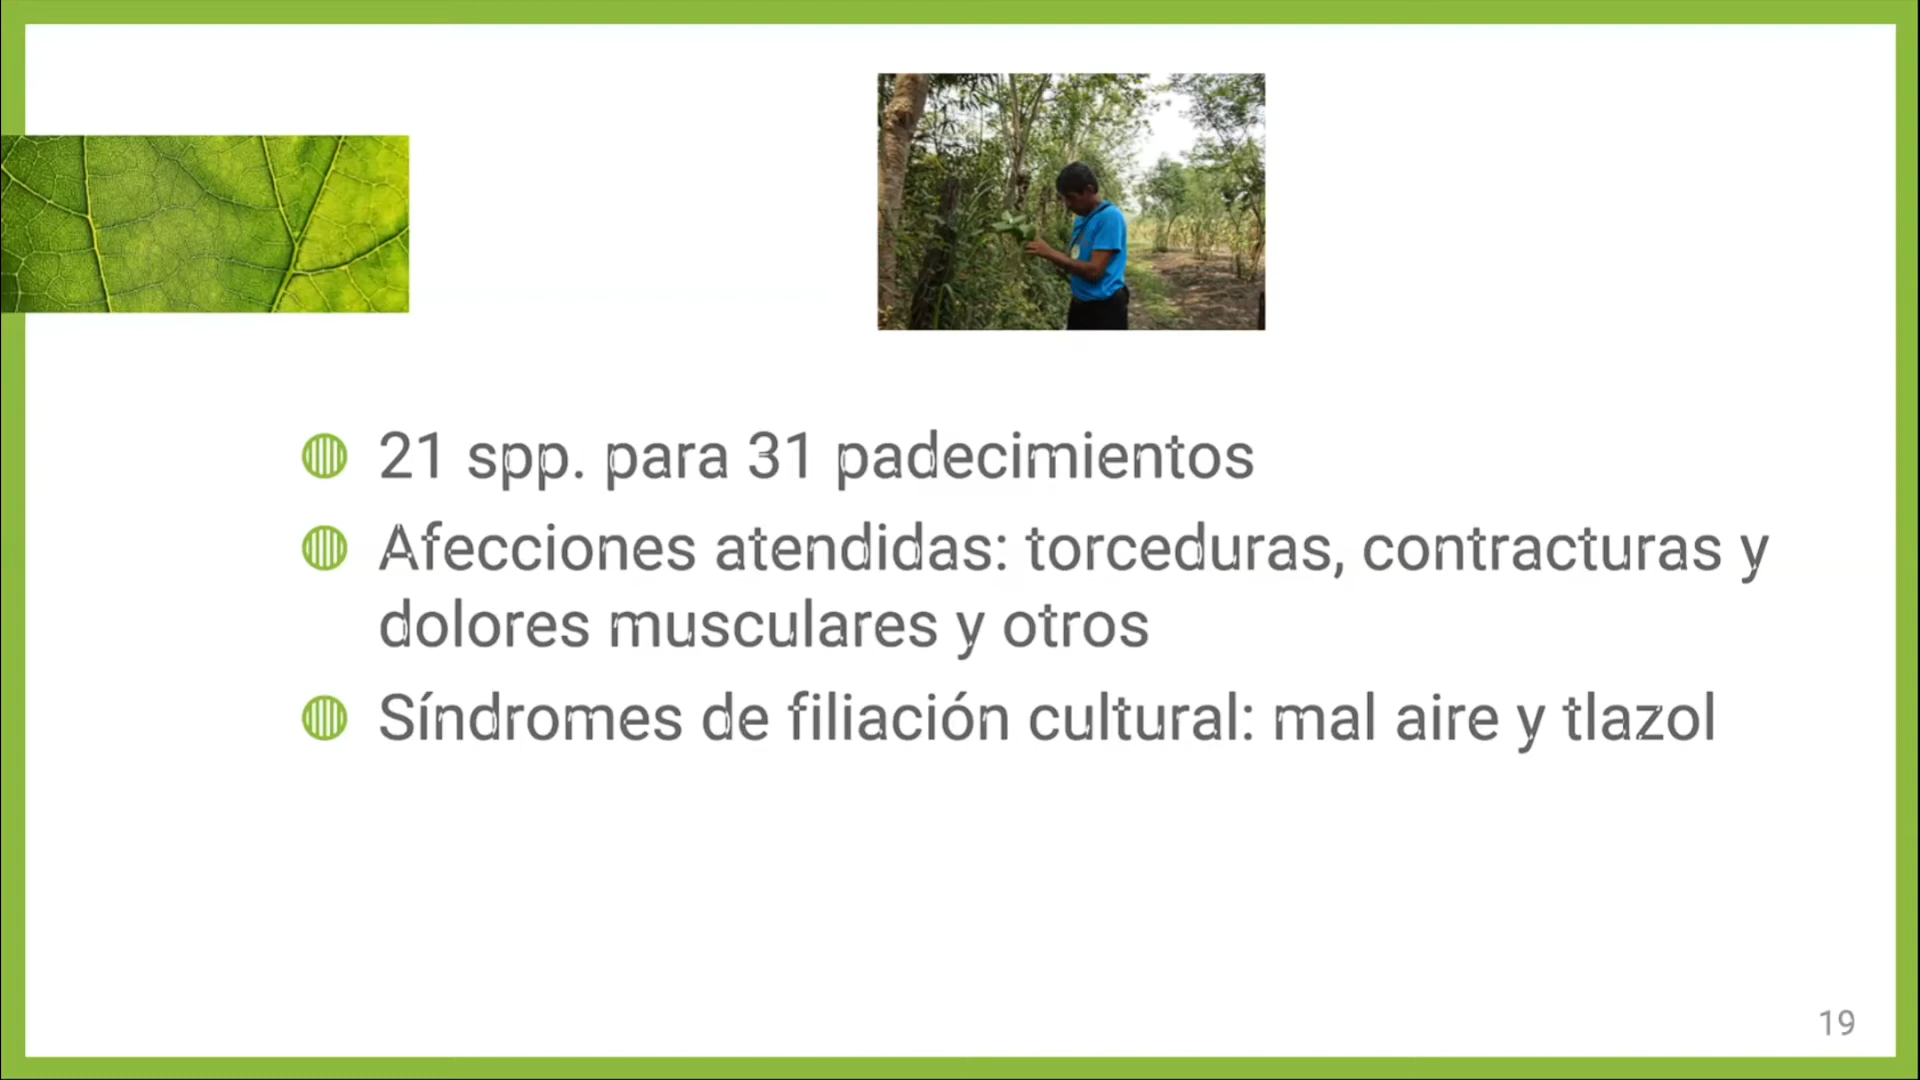 21 spp. para 31 padecimientos
Afecciones atendidas: torceduras, contracturas y
dolores musculares y otros
Síndromes de filiación cultural: mal aire y tlazol
19